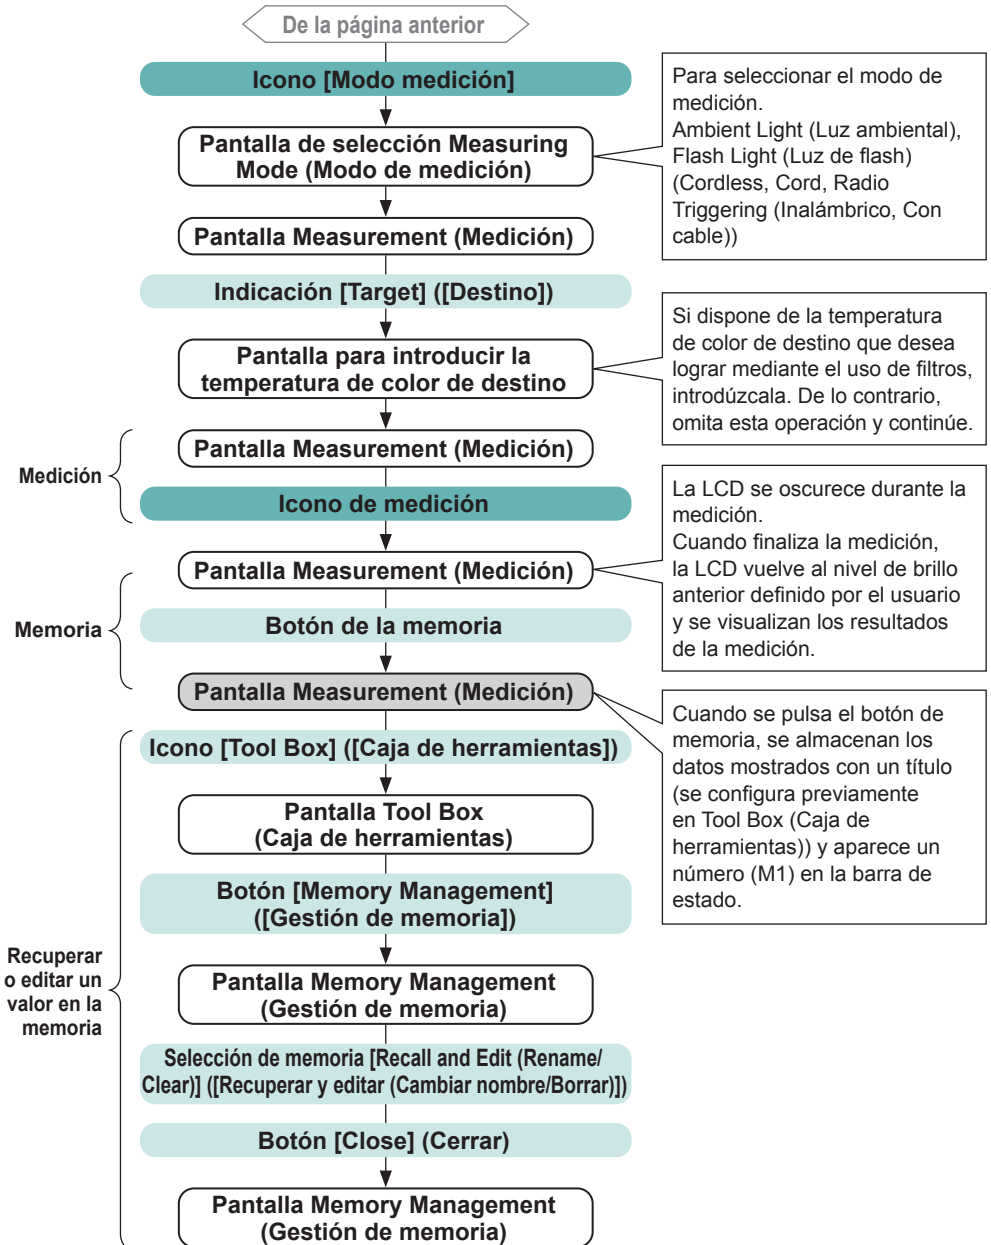 De la página anterior
Icono [Modo medición]
Pantalla de selección Measuring
Mode (Modo de medición)
Para seleccionar el modo de
medición.
Ambient Light (Luz ambiental),
Flash Light (Luz de flash)
(Cordless, Cord, Radio
Triggering (Inalámbrico, Con
cable))
Pantalla Measurement (Medición)
Indicación [Target] ([Destino])
Pantalla para introducir la
temperatura de color de destino
Si dispone de la temperatura
de color de destino que desea
lograr mediante el uso de filtros,
introdúzcala. De lo contrario,
omita esta operación y continúe.
Medición
Pantalla Measurement (Medición)
Icono de medición
Pantalla Measurement (Medición)
La LCD se oscurece durante la
medición.
Cuando finaliza la medición,
la LCD vuelve al nivel de brillo
anterior definido por el usuario
y se visualizan los resultados
de la medición.
Memoria
Botón de la memoria
Pantalla Measurement (Medición)
Cuando se pulsa el botón de
memoria, se almacenan los
datos mostrados con un título
(se configura previamente
en Tool Box (Caja de
herramientas)) y aparece un
número (M1) en la barra de
estado.
Icono [Tool Box] ([Caja de herramientas])
Pantalla Tool Box
(Caja de herramientas)
Botón [Memory Management]
([Gestión de memoria])
Recuperar
o editar un
valor en la
memoria
Pantalla Memory Management
(Gestión de memoria)
Selección de memoria [Recall and Edit (Rename/
Clear)] ([Recuperar y editar (Cambiar nombre/Borrar)])
Botón [Close] (Cerrar)
Pantalla Memory Management
(Gestión de memoria)